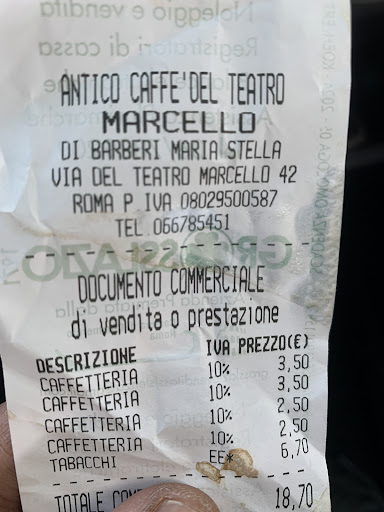 ANTICO CAFFE'DEL TEATRO
MARCELLO
DI BARBERI MARIA STELLA
VIA DEL TEATRO MARCELLO 42
ROMA P.IVA 08029500587
TEL.066785451
DOCUMENTO COMMERCIALE
di vendita o prestazione
DESCRIZIONE IVA PREZZO(€)
CAFFETTERIA 10% 3,50
CAFFETTERIA 10% 3,50
CAFFETTERIA 10% 2,50
CAFFETTERIA 10% 2,50
TABACCHI EE* 6,70
TOTALE 18,70